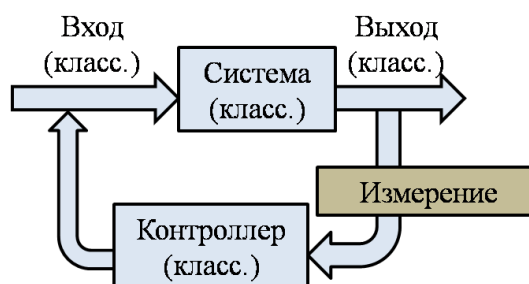 Вход
(класс.)
Система
(класс.)
Выход
(класс.)
Измерение
Контроллер
(класс.)